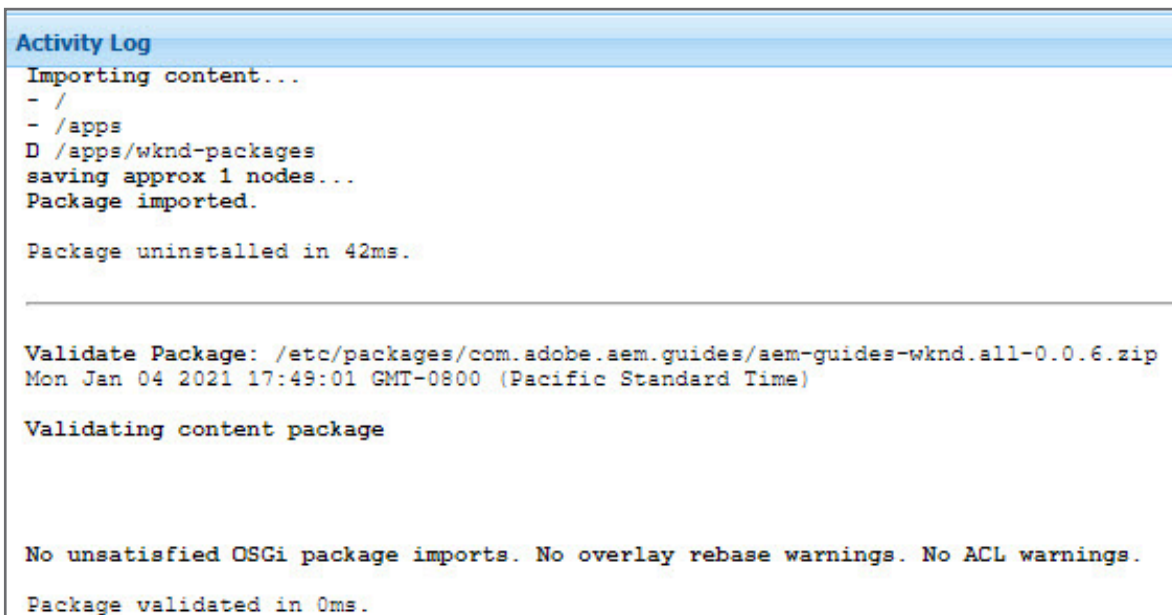 Activity Log
Importing content...
- /
- /apps
D /apps/wknd-packages
saving approx 1 nodes...
Package imported.
Package uninstalled in 42ms.
Validate Package: /etc/packages/com.adobe.aem.guides/aem-guides-wknd.all-0.0.6.zip
Mon Jan 04 2021 17:49:01 GMT-0800 (Pacific Standard Time)
Validating content package
No unsatisfied OSGi package imports. No overlay rebase warnings. No ACL warnings.
Package validated in 0ms.